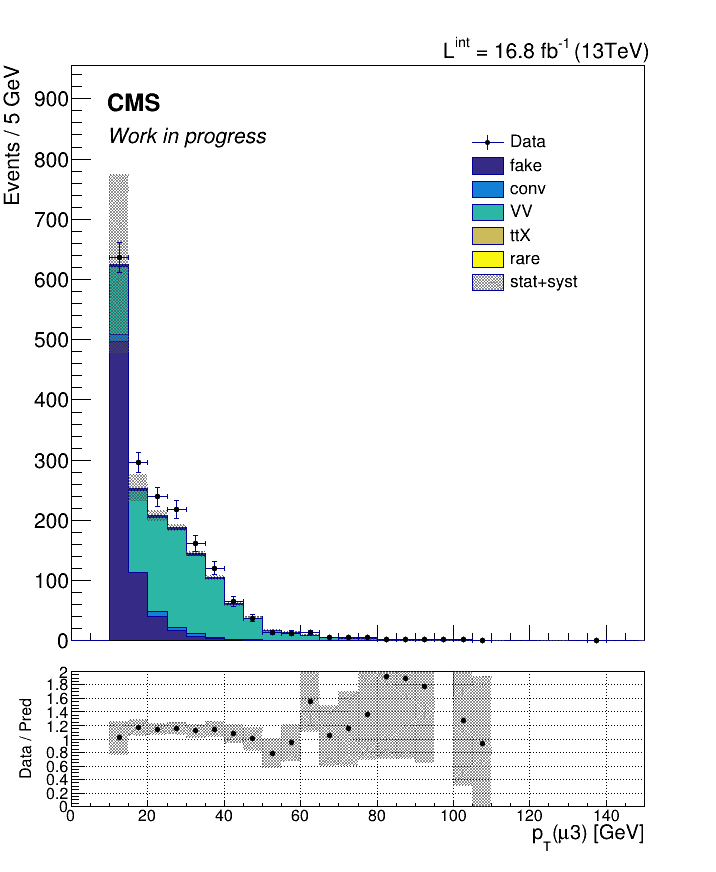 L^int = 16.8 fb^-1 (13TeV)
Events / 5 GeV
CMS
Work in progress
Data
fake
conv
VV
ttX
rare
stat+syst
900
800
700
600
500
400
300
200
100
0
Data / Pred
2
1.8
1.6
1.4
1.2
1
0.8
0.6
0.4
0.2
0
0 20 40 60 80 100 120 140
p_T(μ3) [GeV]